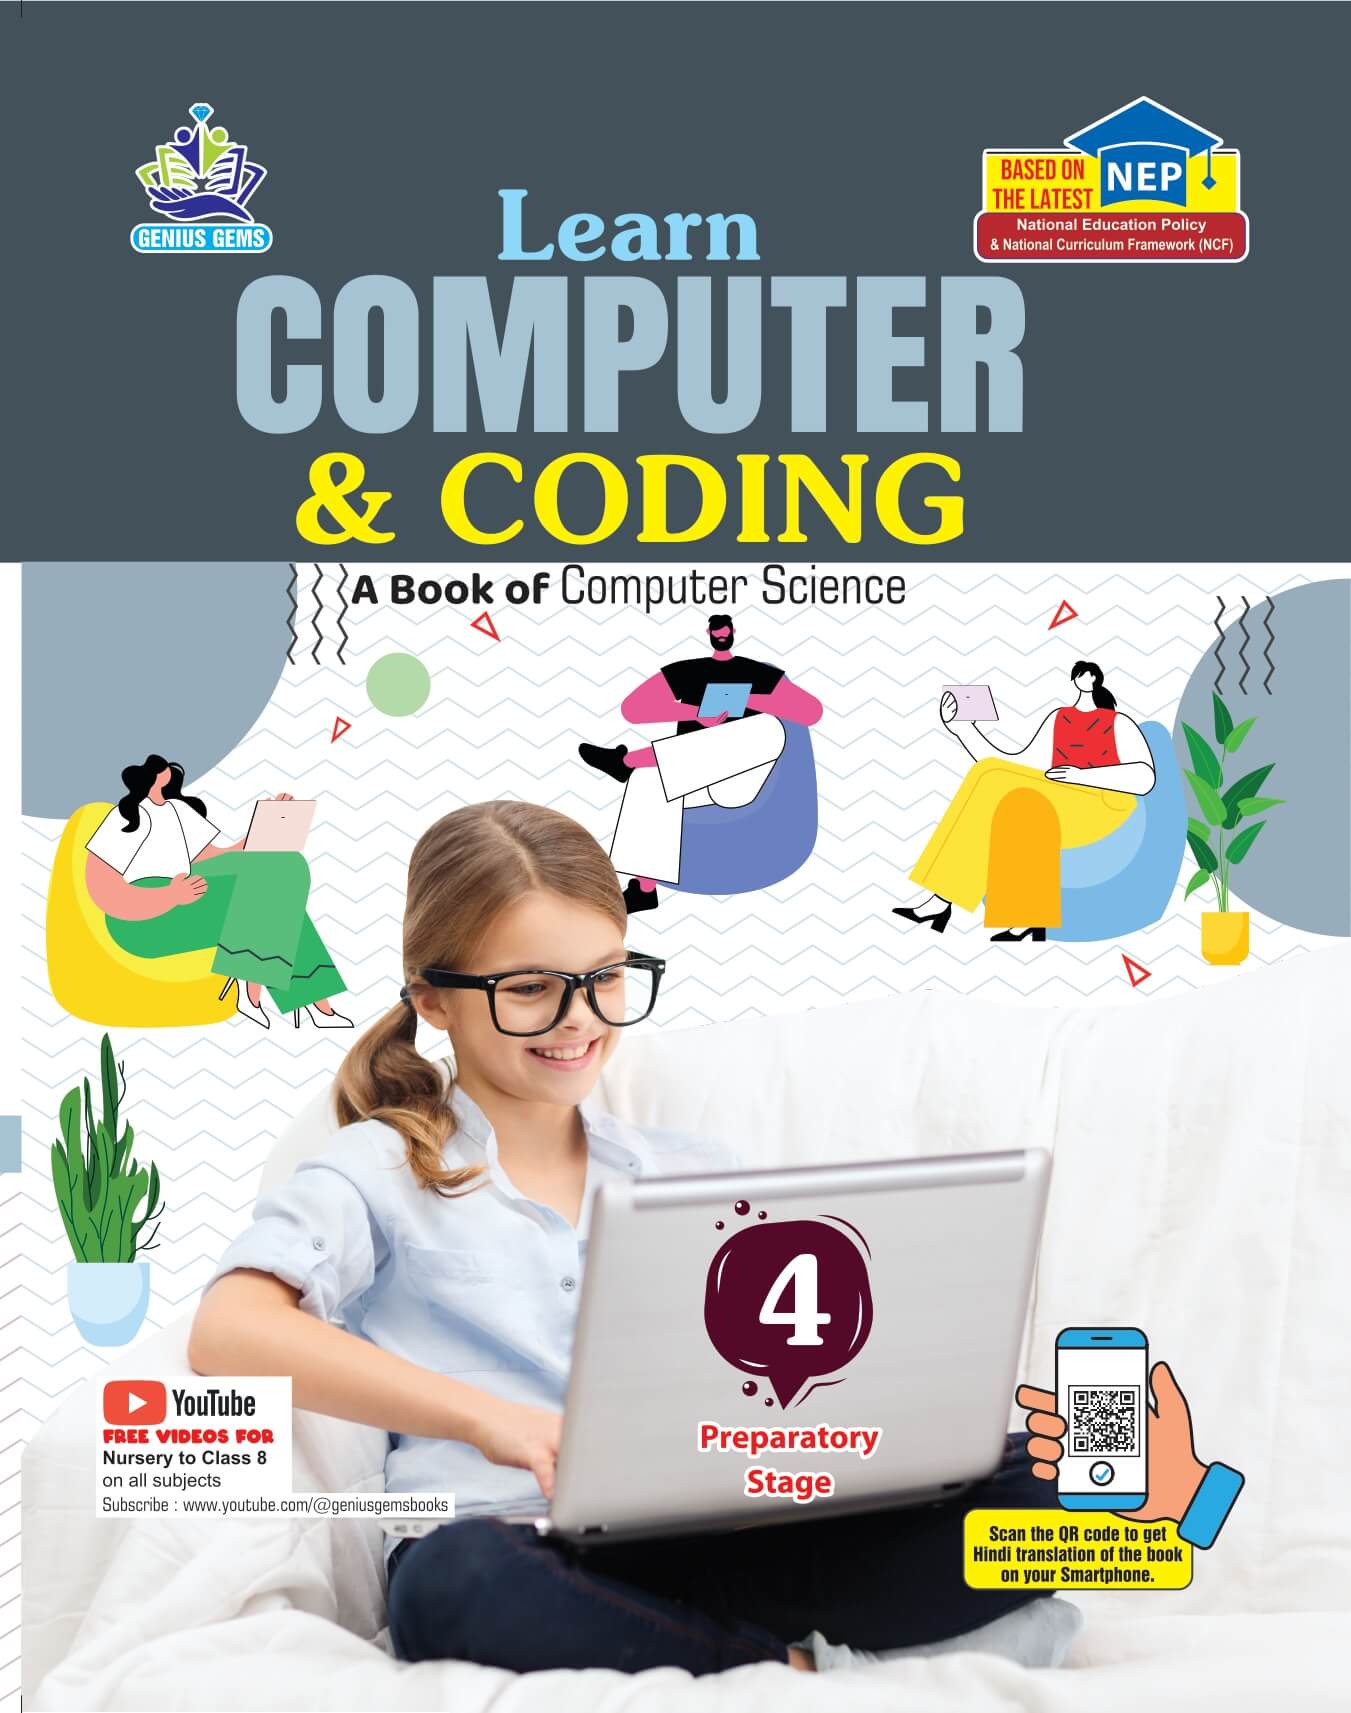 GENIUS GEMS
BASED ON
THE LATEST
NEP
National Education Policy
& National Curriculum Framework (NCF)
Learn
COMPUTER
& CODING
A Book of Computer Science
4
Preparatory
Stage
YouTube
FREE VIDEOS FOR
Nursery to Class 8
on all subjects
Subscribe : www.youtube.com/@geniusgemsbooks
Scan the QR code to get
Hindi translation of the book
on your Smartphone.